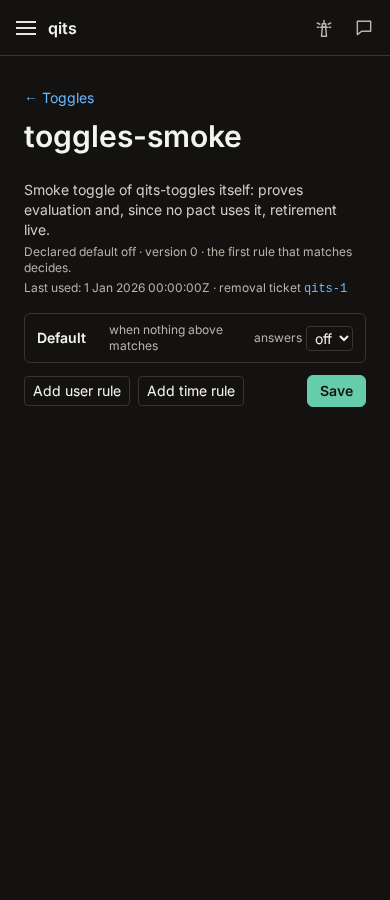 qits
← Toggles
toggles-smoke
Smoke toggle of qits-toggles itself: proves
evaluation and, since no pact uses it, retirement
live.
Declared default off · version 0 · the first rule that matches
decides.
Last used: 1 Jan 2026 00:00:00Z · removal ticket qits-1
Default when nothing above matches answers off
Add user rule Add time rule Save